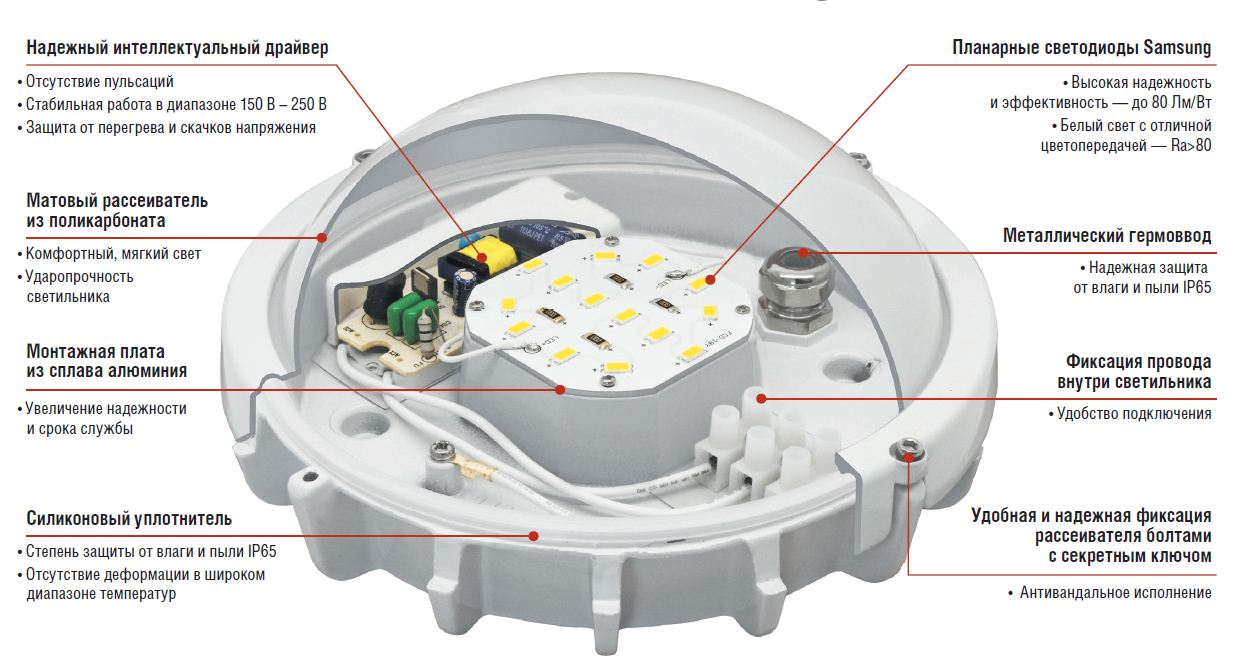 Надежный интеллектуальный драйвер
• Отсутствие пульсаций
• Стабильная работа в диапазоне 150 В – 250 В
• Защита от перегрева и скачков напряжения
Матовый рассеиватель
из поликарбоната
• Комфортный, мягкий свет
• Ударопрочность
светильника
Монтажная плата
из сплава алюминия
• Увеличение надежности
и срока службы
Силиконовый уплотнитель
• Степень защиты от влаги и пыли IP65
• Отсутствие деформации в широком
диапазоне температур
Планарные светодиоды Samsung
• Высокая надежность
и эффективность — до 80 Лм/Вт
• Белый свет с отличной
цветопередачей — Ra>80
Металлический гермоввод
• Надежная защита
от влаги и пыли IP65
Фиксация провода
внутри светильника
• Удобство подключения
Удобная и надежная фиксация
рассеивателя болтами
с секретным ключом
• Антивандальное исполнение
LED-
LED+